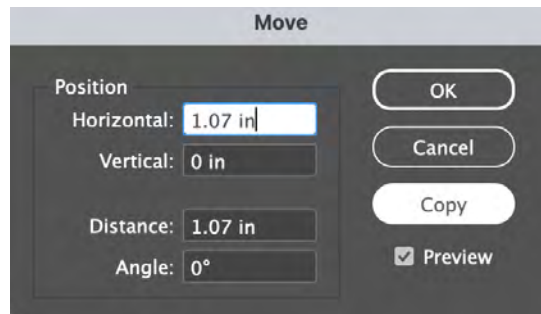 Move
Position
Horizontal: 1.07 in
Vertical: 0 in
Distance: 1.07 in
Angle: 0°
OK
Cancel
Copy
Preview